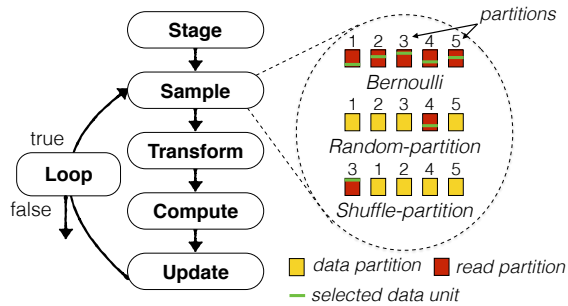 Stage
Sample
Transform
Compute
Update
Loop
true
false
partitions
1 2 3 4 5
Bernoulli
1 2 3 4 5
Random-partition
3 1 2 4 5
Shuffle-partition
data partition read partition
selected data unit